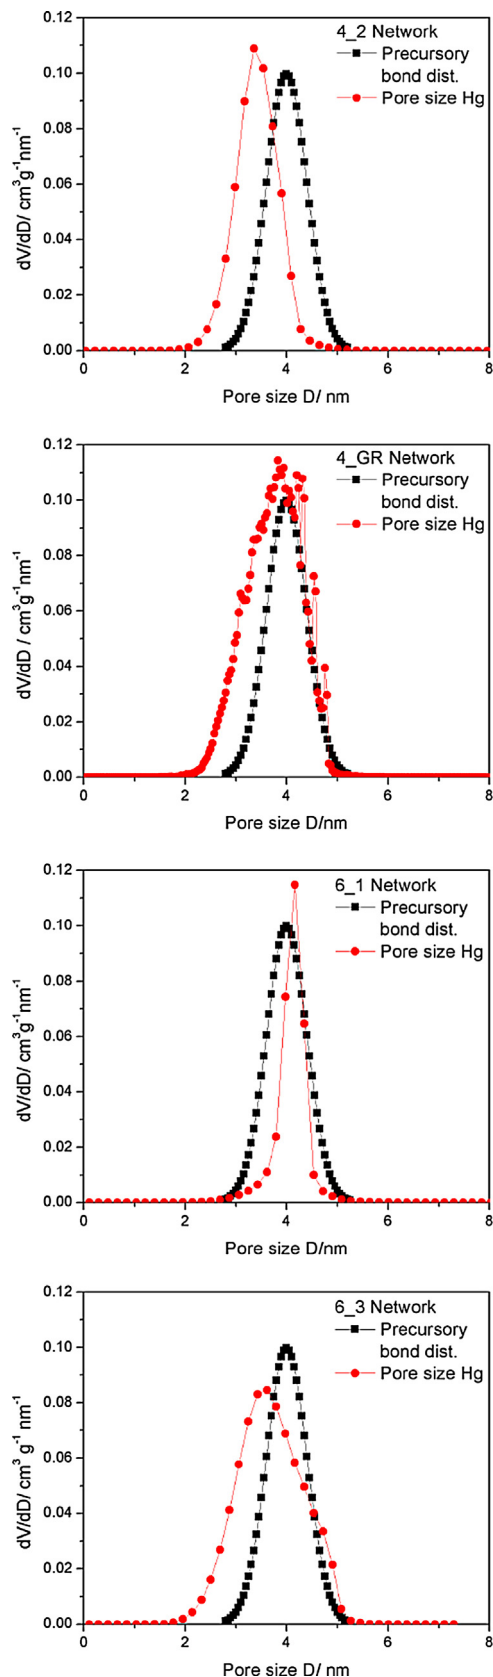 0.12
4_2 Network
Precursory
bond dist.
Pore size Hg
0.10
0.08
0.06
0.04
0.02
0.00
dV/dD/ cm³g⁻¹nm⁻¹
0 2 4 6 8
Pore size D/ nm
0.12
4_GR Network
Precursory
bond dist.
Pore size Hg
0.10
0.08
0.06
0.04
0.02
0.00
dV/dD / cm³g⁻¹nm⁻¹
0 2 4 6 8
Pore size D/nm
0.12
6_1 Network
Precursory
bond dist.
Pore size Hg
0.10
0.08
0.06
0.04
0.02
0.00
dV/dD/ cm³g⁻¹nm⁻¹
0 2 4 6 8
Pore size D/nm
0.12
6_3 Network
Precursory
bond dist.
Pore size Hg
0.10
0.08
0.06
0.04
0.02
0.00
dV/dD/ cm³ g⁻¹ nm⁻¹
0 2 4 6 8
Pore size D/ nm